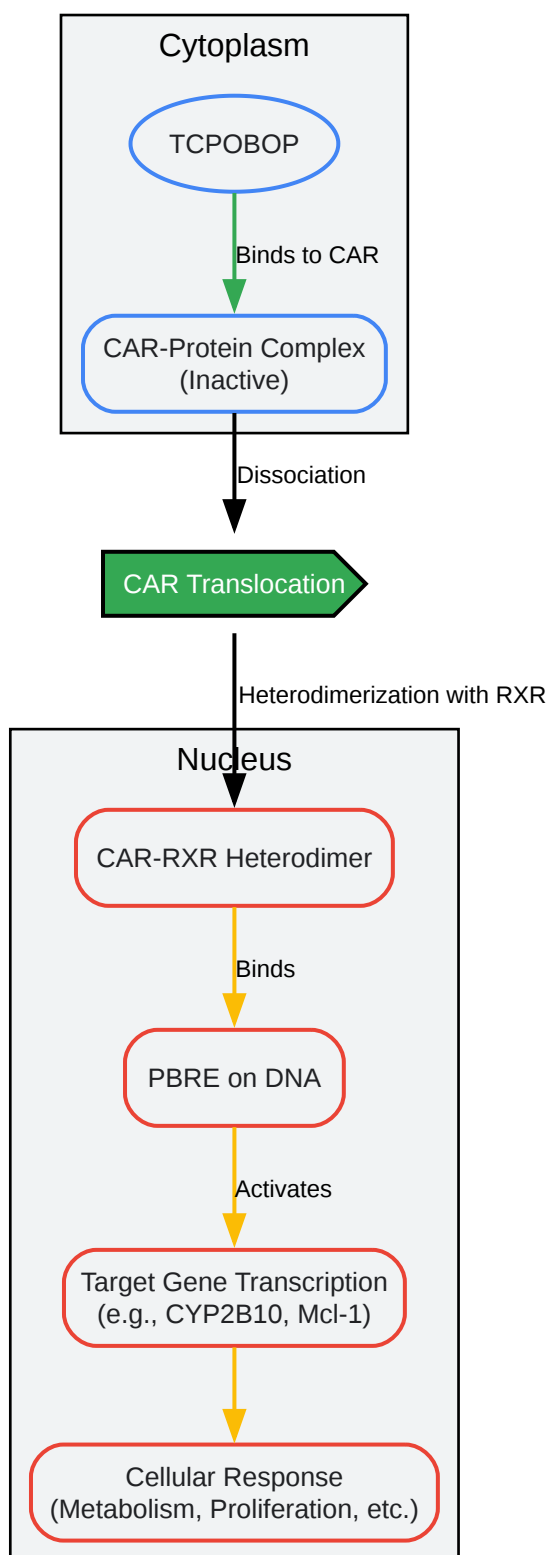 Cytoplasm
TCPOBOP
Binds to CAR
CAR-Protein Complex
(Inactive)
Dissociation
CAR Translocation
Heterodimerization with RXR
Nucleus
CAR-RXR Heterodimer
Binds
PBRE on DNA
Activates
Target Gene Transcription
(e.g., CYP2B10, Mcl-1)
Cellular Response
(Metabolism, Proliferation, etc.)